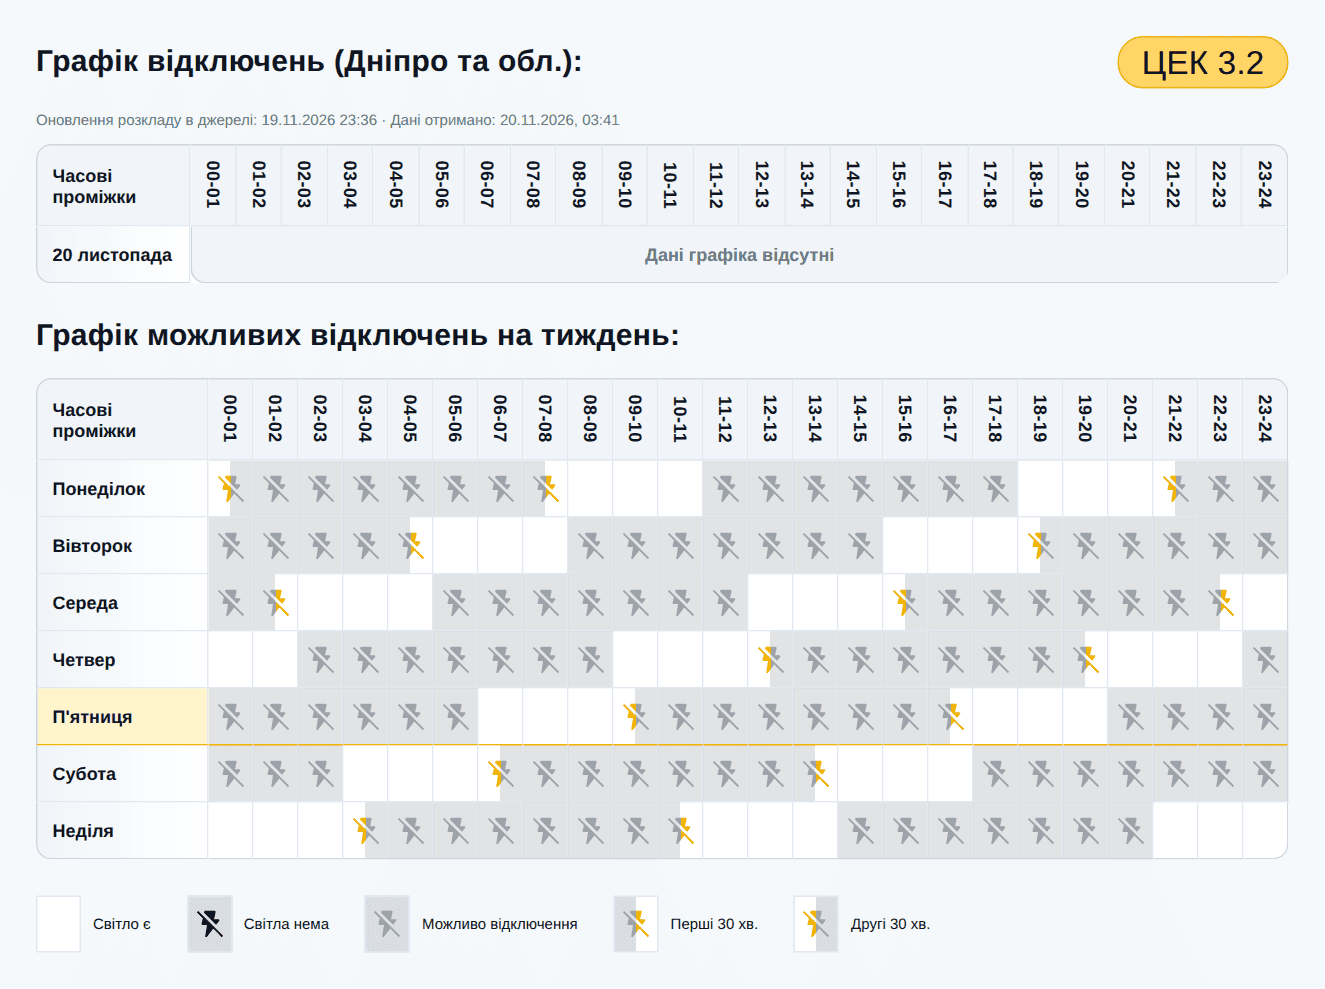 Графік відключень (Дніпро та обл.):
ЦЕК 3.2
Оновлення розкладу в джерелі: 19.11.2026 23:36 · Дані отримано: 20.11.2026, 03:41
Часові проміжки 00-01 01-02 02-03 03-04 04-05 05-06 06-07 07-08 08-09 09-10 10-11 11-12 12-13 13-14 14-15 15-16 16-17 17-18 18-19 19-20 20-21 21-22 22-23 23-24
20 листопада Дані графіка відсутні
Графік можливих відключень на тиждень:
Часові проміжки 00-01 01-02 02-03 03-04 04-05 05-06 06-07 07-08 08-09 09-10 10-11 11-12 12-13 13-14 14-15 15-16 16-17 17-18 18-19 19-20 20-21 21-22 22-23 23-24
Понеділок
Вівторок
Середа
Четвер
П'ятниця
Субота
Неділя
Світло є Світла нема Можливо відключення Перші 30 хв. Другі 30 хв.